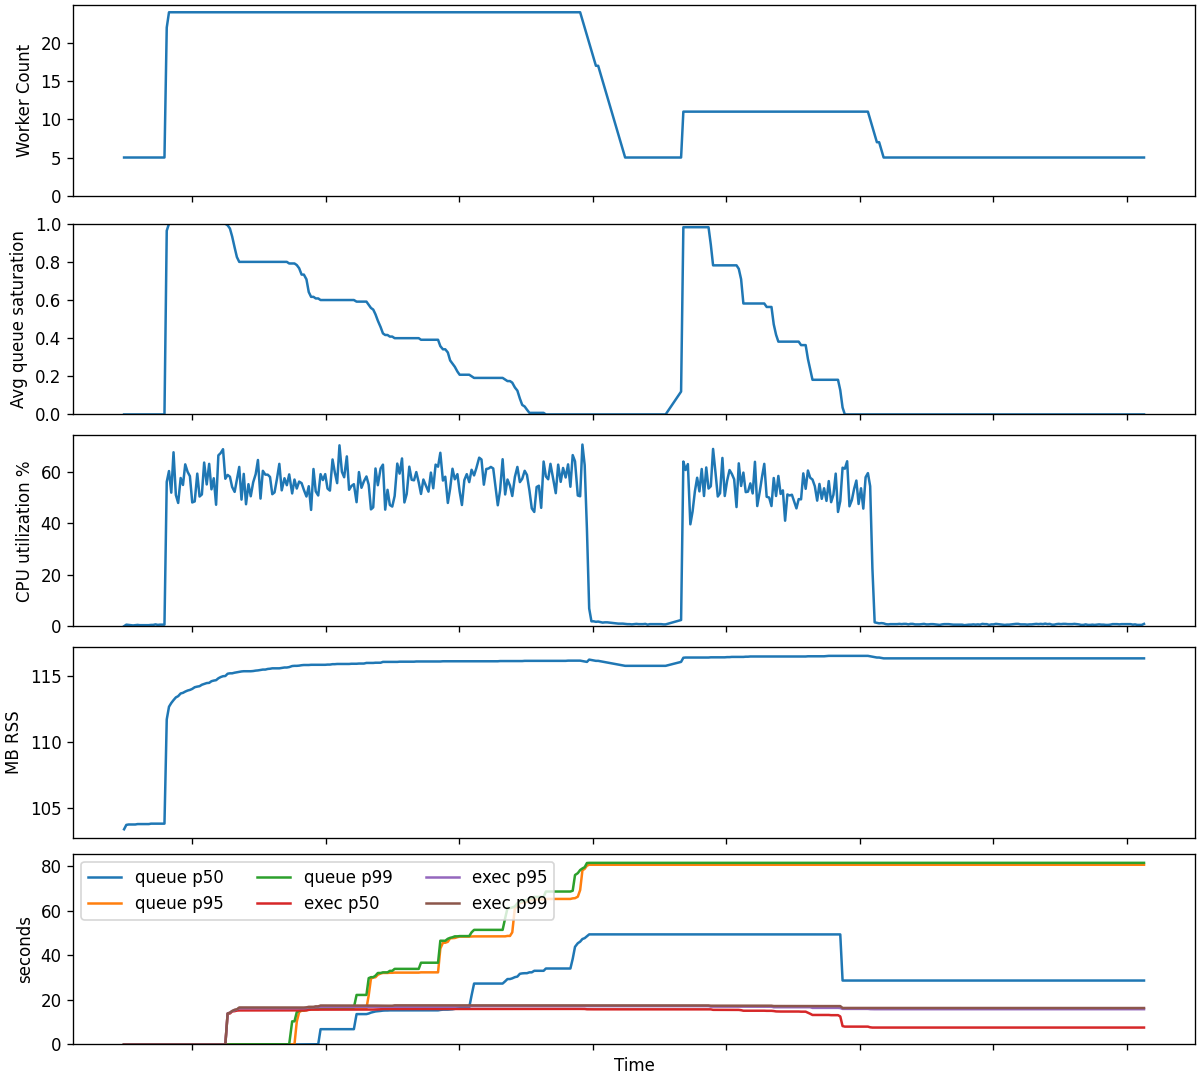 20
15
10
5
0
Worker Count
1.0
0.8
0.6
0.4
0.2
0.0
Avg queue saturation
60
40
20
0
CPU utilization %
115
110
105
MB RSS
80
60
40
20
0
seconds
queue p50 queue p99 exec p95
queue p95 exec p50 exec p99
Time